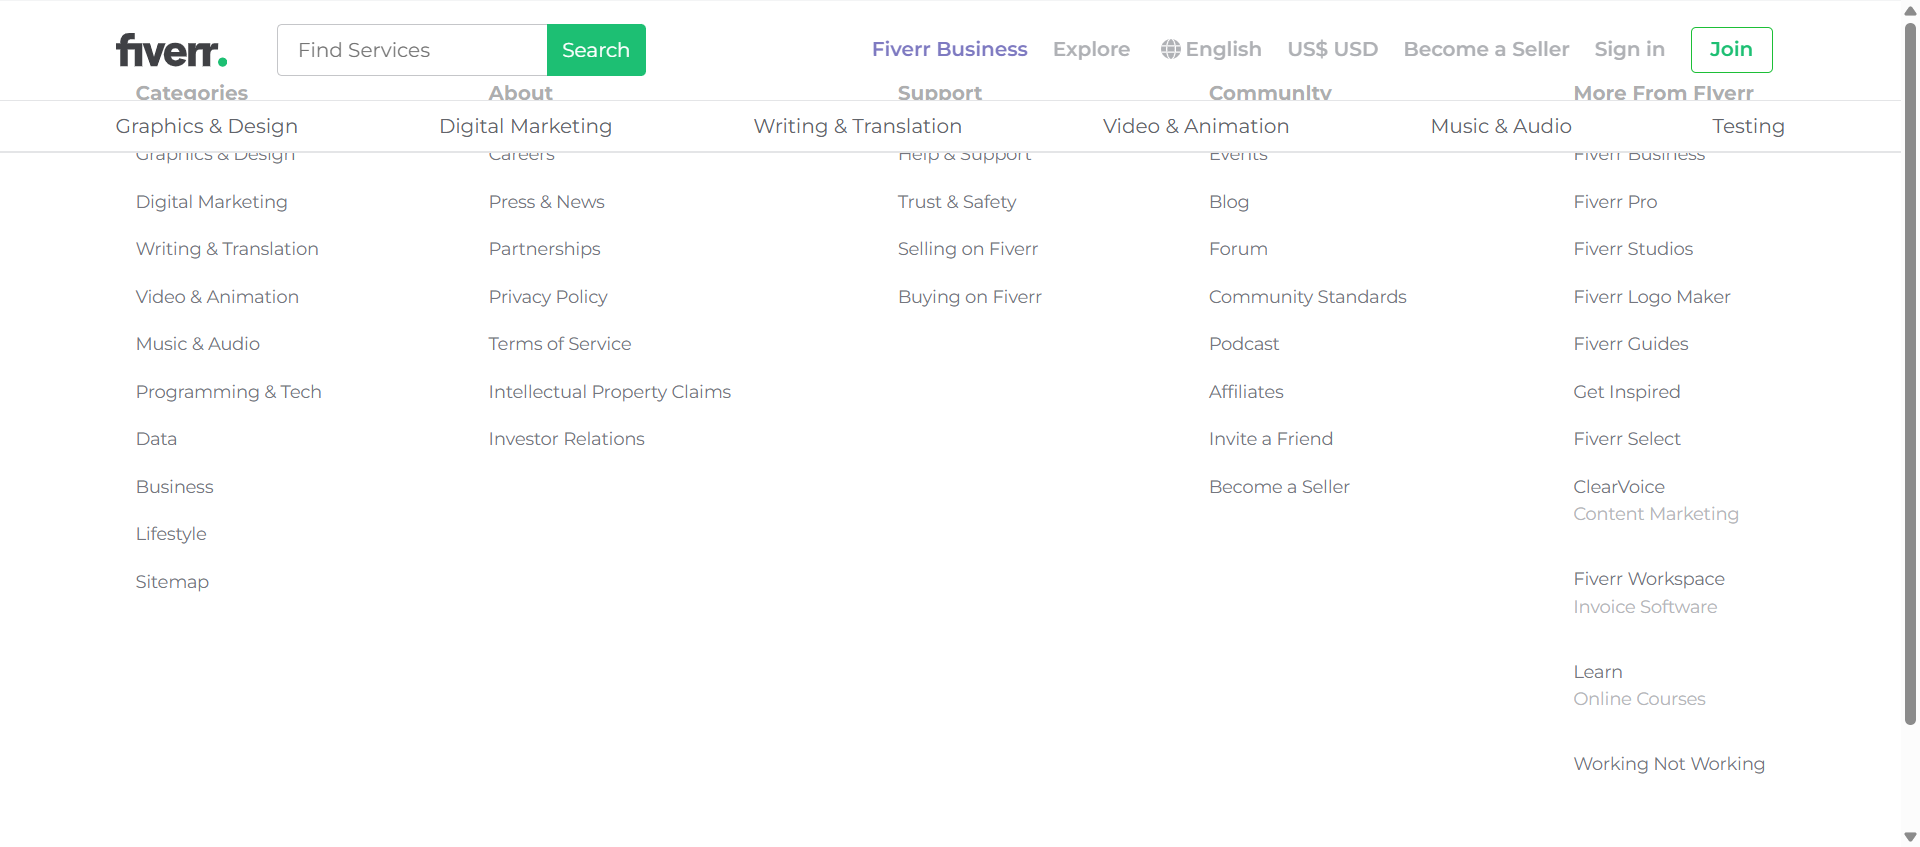 fiverr.
Find Services
Search
Fiverr Business
Explore
English
US$ USD
Become a Seller
Sign in
Join
Categories
About
Support
Community
More From Fiverr
Graphics & Design
Digital Marketing
Writing & Translation
Video & Animation
Music & Audio
Testing
Graphics & Design
Digital Marketing
Writing & Translation
Video & Animation
Music & Audio
Programming & Tech
Data
Business
Lifestyle
Sitemap
Careers
Press & News
Partnerships
Privacy Policy
Terms of Service
Intellectual Property Claims
Investor Relations
Help & Support
Trust & Safety
Selling on Fiverr
Buying on Fiverr
Events
Blog
Forum
Community Standards
Podcast
Affiliates
Invite a Friend
Become a Seller
Fiverr Business
Fiverr Pro
Fiverr Studios
Fiverr Logo Maker
Fiverr Guides
Get Inspired
Fiverr Select
ClearVoice
Content Marketing
Fiverr Workspace
Invoice Software
Learn
Online Courses
Working Not Working